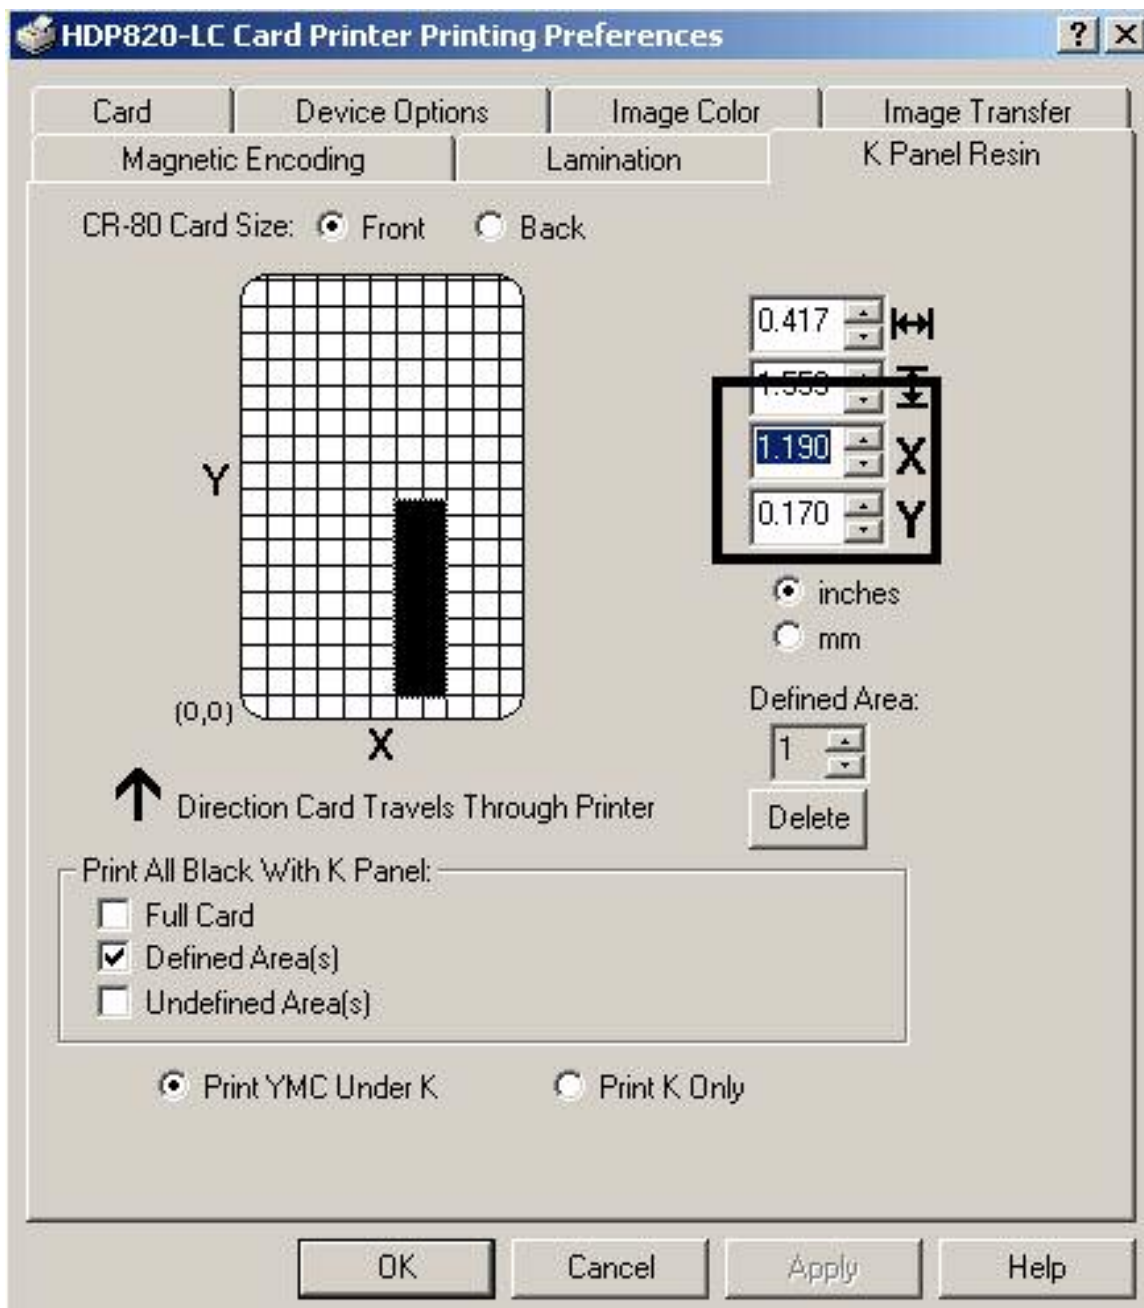 HDP820-LC Card Printer Printing Preferences
Card Device Options Image Color Image Transfer
Magnetic Encoding Lamination K Panel Resin
CR-80 Card Size: Front Back
0.417
1.553
1.190 X
Y
0.170 Y
inches
mm
(0,0)
X
Defined Area:
1
Direction Card Travels Through Printer
Delete
Print All Black With K Panel:
Full Card
Defined Area(s)
Undefined Area(s)
Print YMC Under K Print K Only
OK Cancel Apply Help